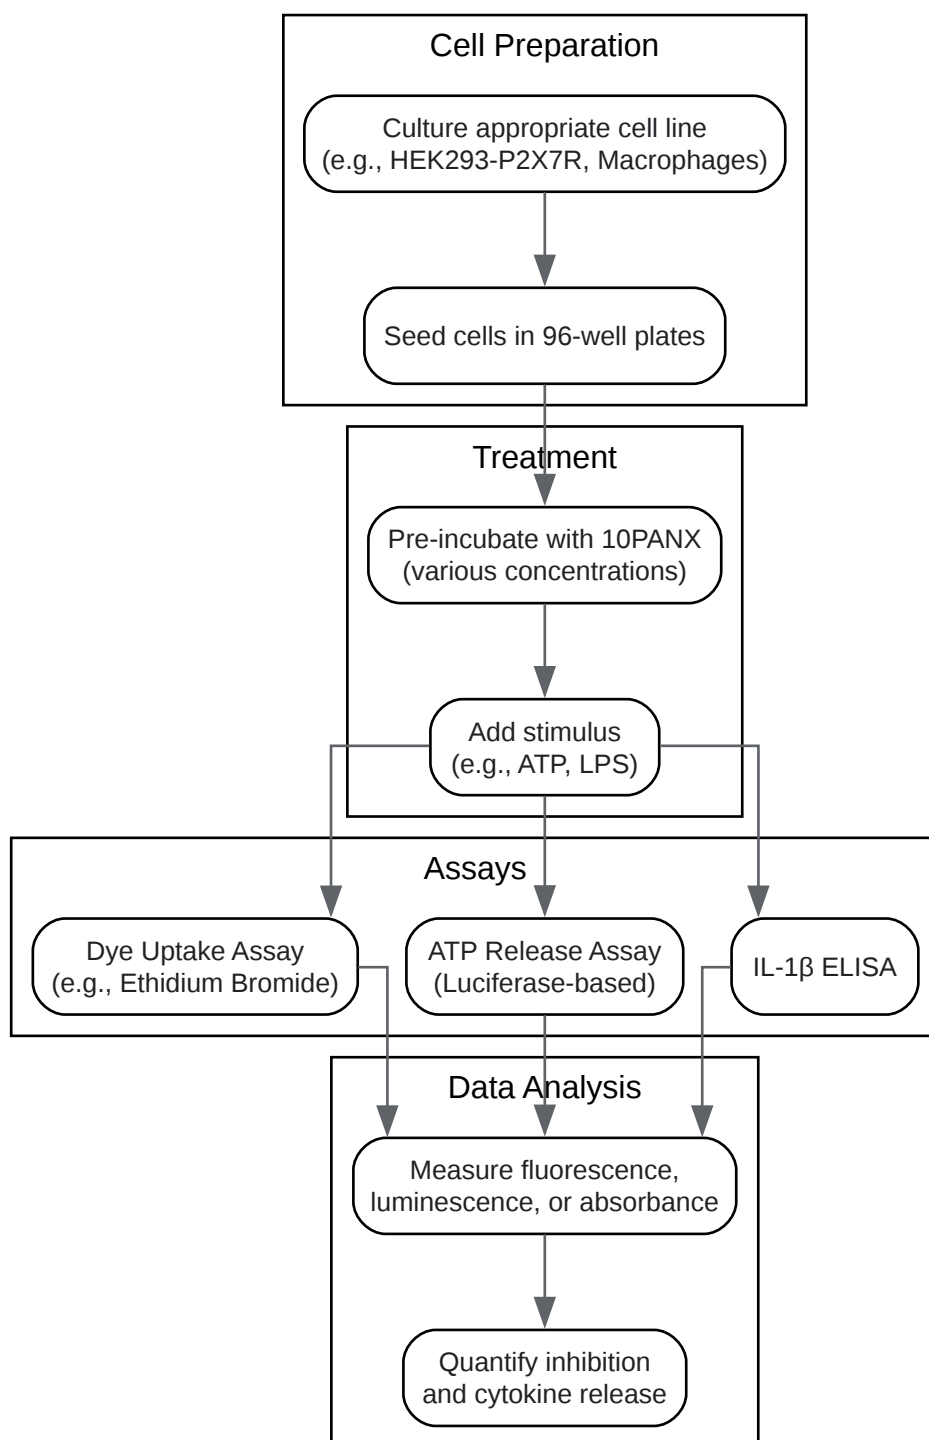 Cell Preparation
Culture appropriate cell line
(e.g., HEK293-P2X7R, Macrophages)
Seed cells in 96-well plates
Treatment
Pre-incubate with 10PANX
(various concentrations)
Add stimulus
(e.g., ATP, LPS)
Assays
Dye Uptake Assay
(e.g., Ethidium Bromide)
ATP Release Assay
(Luciferase-based)
IL-1β ELISA
Data Analysis
Measure fluorescence,
luminescence, or absorbance
Quantify inhibition
and cytokine release